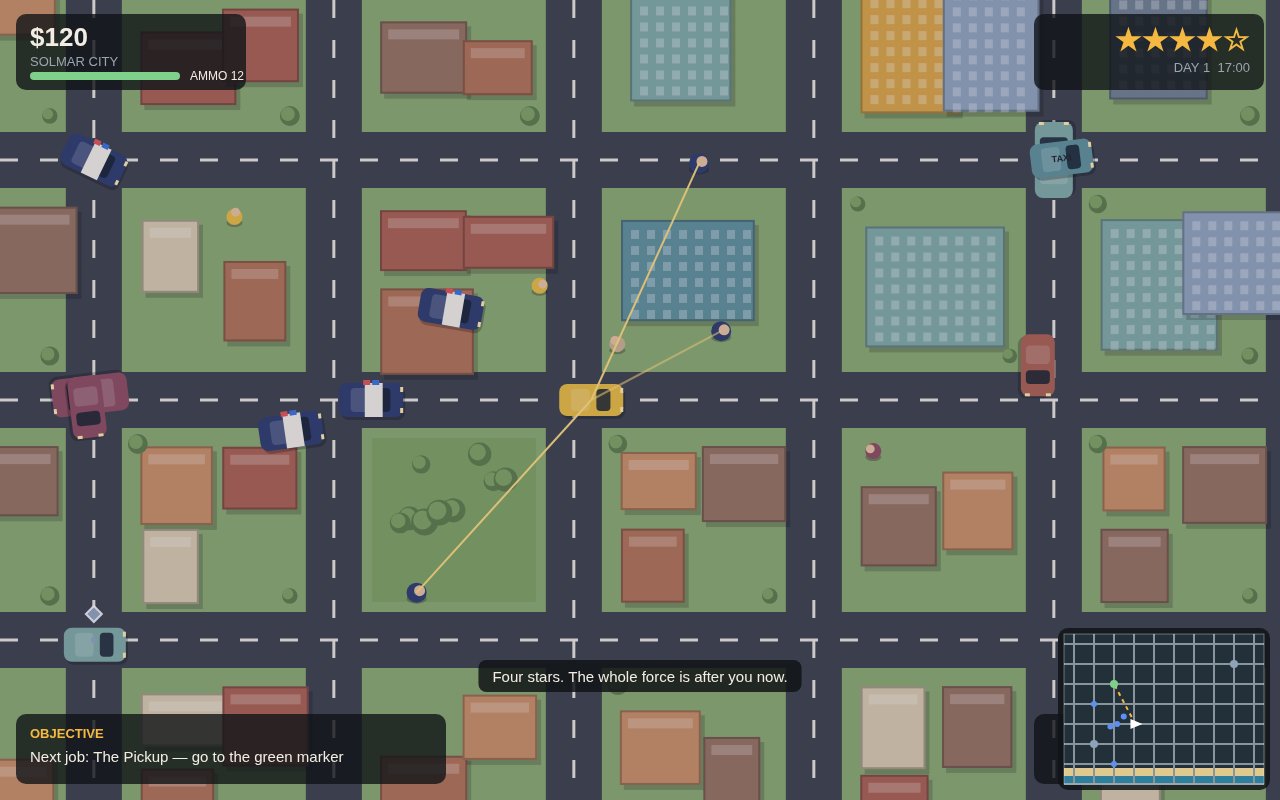 $120
SOLMAR CITY
AMMO 12
DAY 1 17:00
TAXI
Four stars. The whole force is after you now.
OBJECTIVE
Next job: The Pickup — go to the green marker